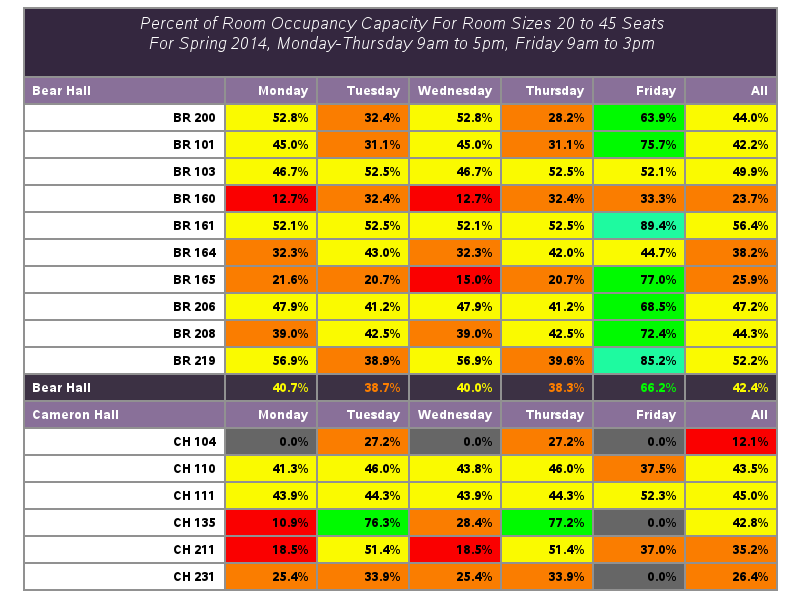 Percent of Room Occupancy Capacity For Room Sizes 20 to 45 Seats
For Spring 2014, Monday-Thursday 9am to 5pm, Friday 9am to 3pm
Bear Hall Monday Tuesday Wednesday Thursday Friday All
BR 200 52.8% 32.4% 52.8% 28.2% 63.9% 44.0%
BR 101 45.0% 31.1% 45.0% 31.1% 75.7% 42.2%
BR 103 46.7% 52.5% 46.7% 52.5% 52.1% 49.9%
BR 160 12.7% 32.4% 12.7% 32.4% 33.3% 23.7%
BR 161 52.1% 52.5% 52.1% 52.5% 89.4% 56.4%
BR 164 32.3% 43.0% 32.3% 42.0% 44.7% 38.2%
BR 165 21.6% 20.7% 15.0% 20.7% 77.0% 25.9%
BR 206 47.9% 41.2% 47.9% 41.2% 68.5% 47.2%
BR 208 39.0% 42.5% 39.0% 42.5% 72.4% 44.3%
BR 219 56.9% 38.9% 56.9% 39.6% 85.2% 52.2%
Bear Hall 40.7% 38.7% 40.0% 38.3% 66.2% 42.4%
Cameron Hall Monday Tuesday Wednesday Thursday Friday All
CH 104 0.0% 27.2% 0.0% 27.2% 0.0% 12.1%
CH 110 41.3% 46.0% 43.8% 46.0% 37.5% 43.5%
CH 111 43.9% 44.3% 43.9% 44.3% 52.3% 45.0%
CH 135 10.9% 76.3% 28.4% 77.2% 0.0% 42.8%
CH 211 18.5% 51.4% 18.5% 51.4% 37.0% 35.2%
CH 231 25.4% 33.9% 25.4% 33.9% 0.0% 26.4%